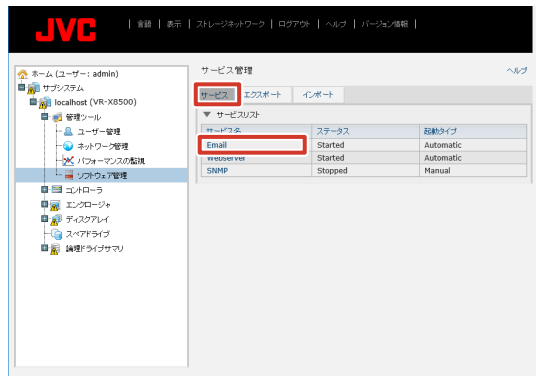 JVC
| 言語 | 表示 | ストレージネットワーク | ログアウト | ヘルプ | バージョン情報 |
ホーム (ユーザー: admin)
サブシステム
localhost (VR-X8500)
管理ツール
ユーザー管理
ネットワーク管理
パフォーマンスの監視
ソフトウェア管理
コントローラ
エンクロージャ
ディスクアレイ
スペアドライブ
論理ドライブサマリ
サービス管理 ヘルプ
サービス エクスポート インポート
▼ サービスリスト
サービス名 ステータス 起動タイプ
Email Started Automatic
Webserver Started Automatic
SNMP Stopped Manual